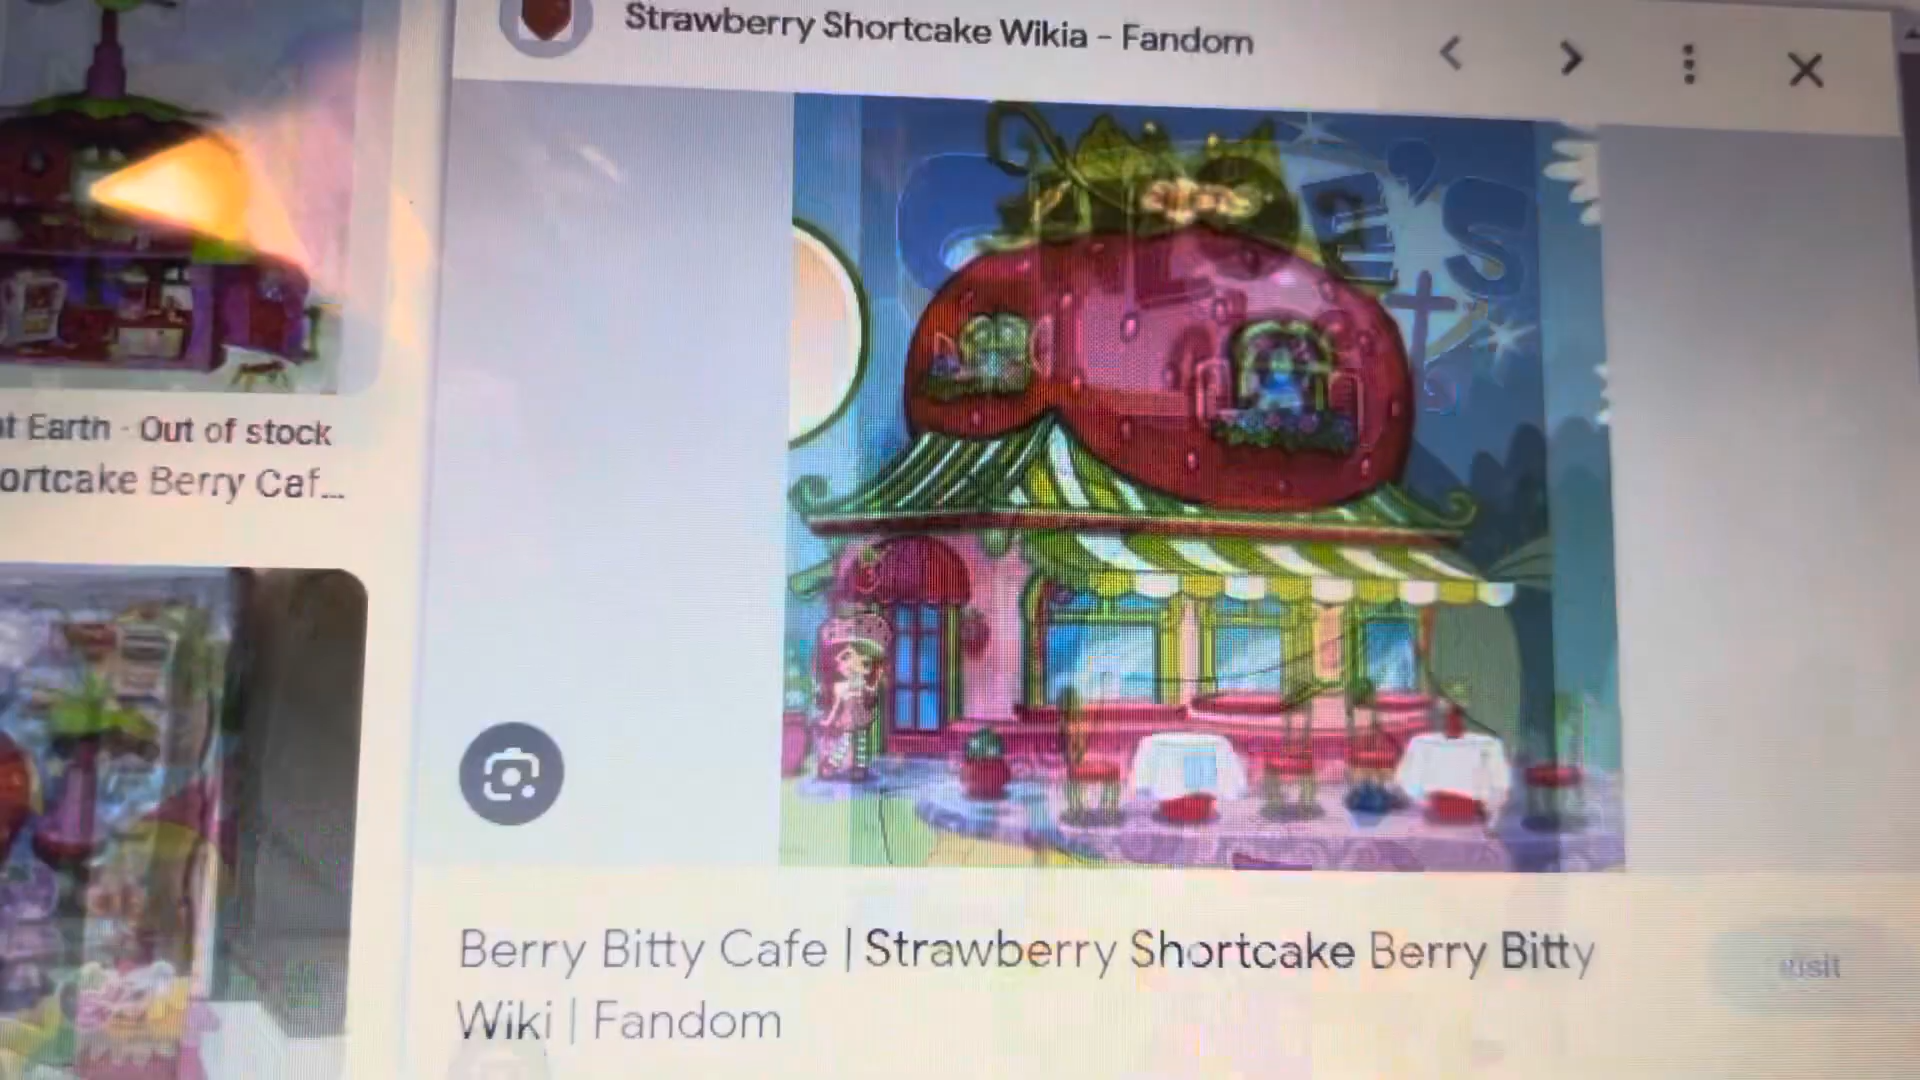 Strawberry Shortcake Wikia - Fandom
E's
t Earth · Out of stock
ortcake Berry Caf...
Berry Bitty Cafe | Strawberry Shortcake Berry Bitty
Wiki | Fandom